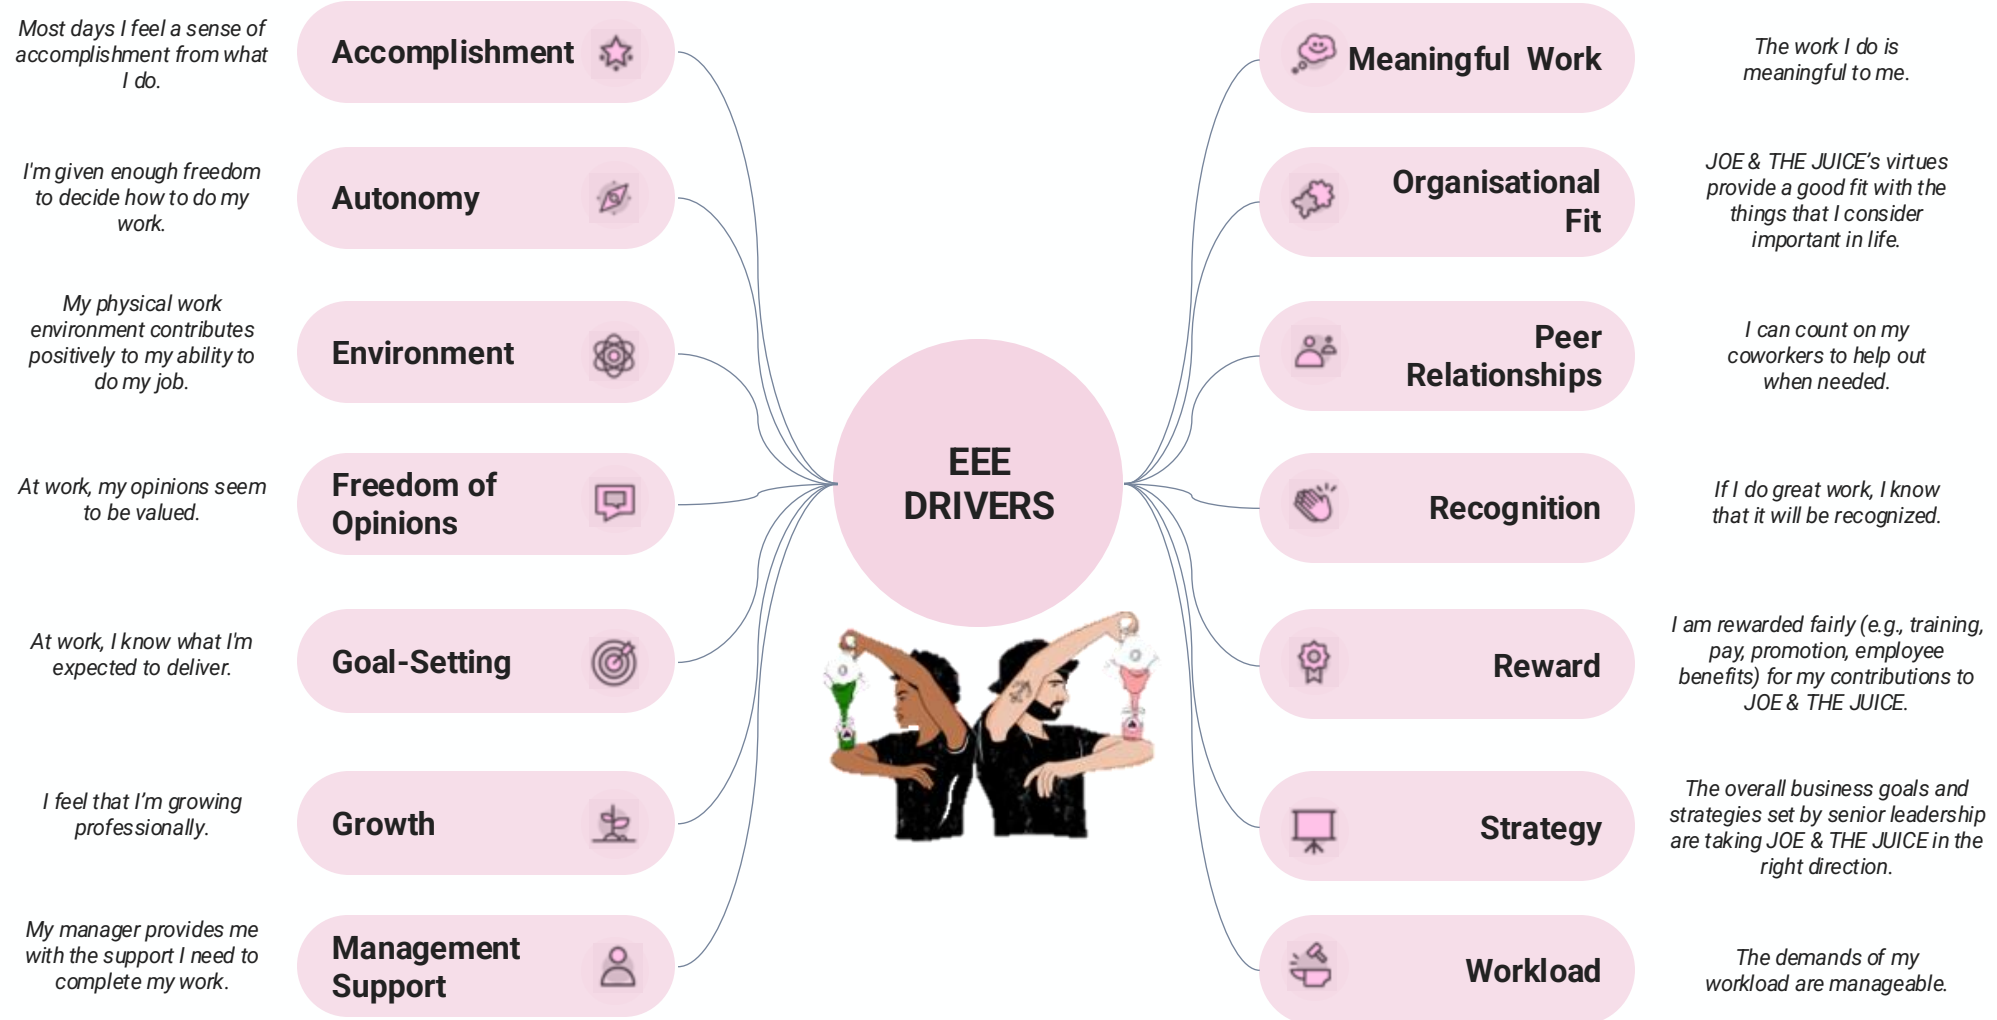 Most days I feel a sense of
accomplishment from what
I do.
Accomplishment
I'm given enough freedom
to decide how to do my
work.
Autonomy
My physical work
environment contributes
positively to my ability to
do my job.
Environment
At work, my opinions seem
to be valued.
Freedom of
Opinions
At work, I know what I'm
expected to deliver.
Goal-Setting
I feel that I’m growing
professionally.
Growth
My manager provides me
with the support I need to
complete my work.
Management
Support
EEE
DRIVERS
Meaningful Work
The work I do is
meaningful to me.
Organisational
Fit
JOE & THE JUICE’s virtues
provide a good fit with the
things that I consider
important in life.
Peer
Relationships
I can count on my
coworkers to help out
when needed.
Recognition
If I do great work, I know
that it will be recognized.
Reward
I am rewarded fairly (e.g., training,
pay, promotion, employee
benefits) for my contributions to
JOE & THE JUICE.
Strategy
The overall business goals and
strategies set by senior leadership
are taking JOE & THE JUICE in the
right direction.
Workload
The demands of my
workload are manageable.